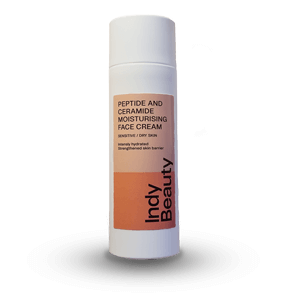 PEPTIDE AND
CERAMIDE
MOISTURISING
FACE CREAM
SENSITIVE / DRY SKIN
Intensely hydrated
Strengthened skin barrier
Indy
Beauty